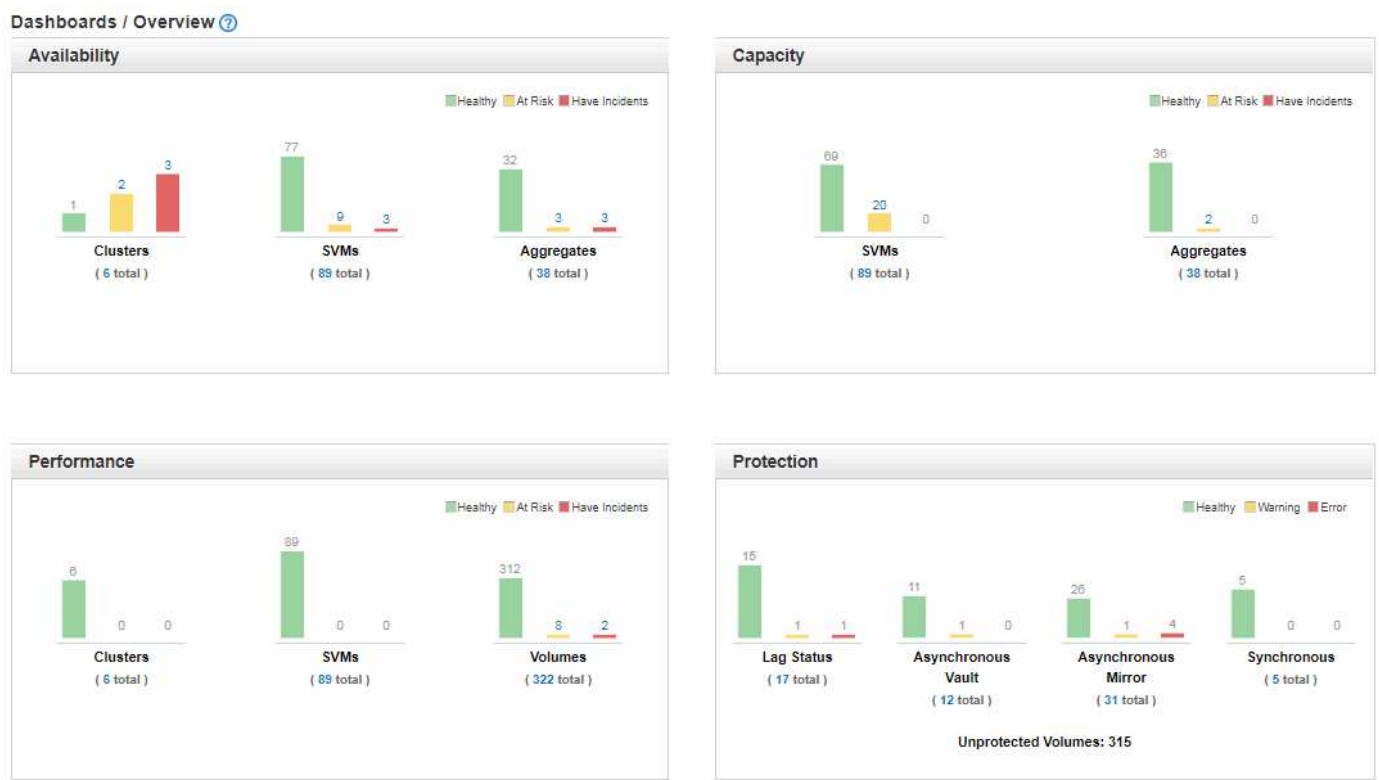 Dashboards / Overview ?
Availability
Healthy At Risk Have Incidents
1 2 3
Clusters
( 6 total )
77 9 3
SVMs
( 89 total )
32 3 3
Aggregates
( 38 total )
Capacity
Healthy At Risk Have Incidents
69 20 0
SVMs
( 89 total )
36 2 0
Aggregates
( 38 total )
Performance
Healthy At Risk Have Incidents
6 0 0
Clusters
( 6 total )
89 0 0
SVMs
( 89 total )
312 8 2
Volumes
( 322 total )
Protection
Healthy Warning Error
15 1 1
Lag Status
( 17 total )
11 1 0
Asynchronous
Vault
( 12 total )
26 1 4
Asynchronous
Mirror
( 31 total )
5 0 0
Synchronous
( 5 total )
Unprotected Volumes: 315